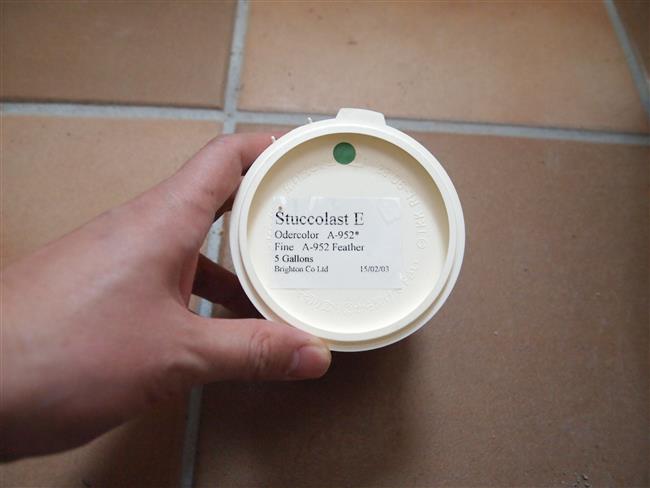 Stuccolast E
Odercolor A-952*
Fine A-952 Feather
5 Gallons
Brighton Co Ltd 15/02/03